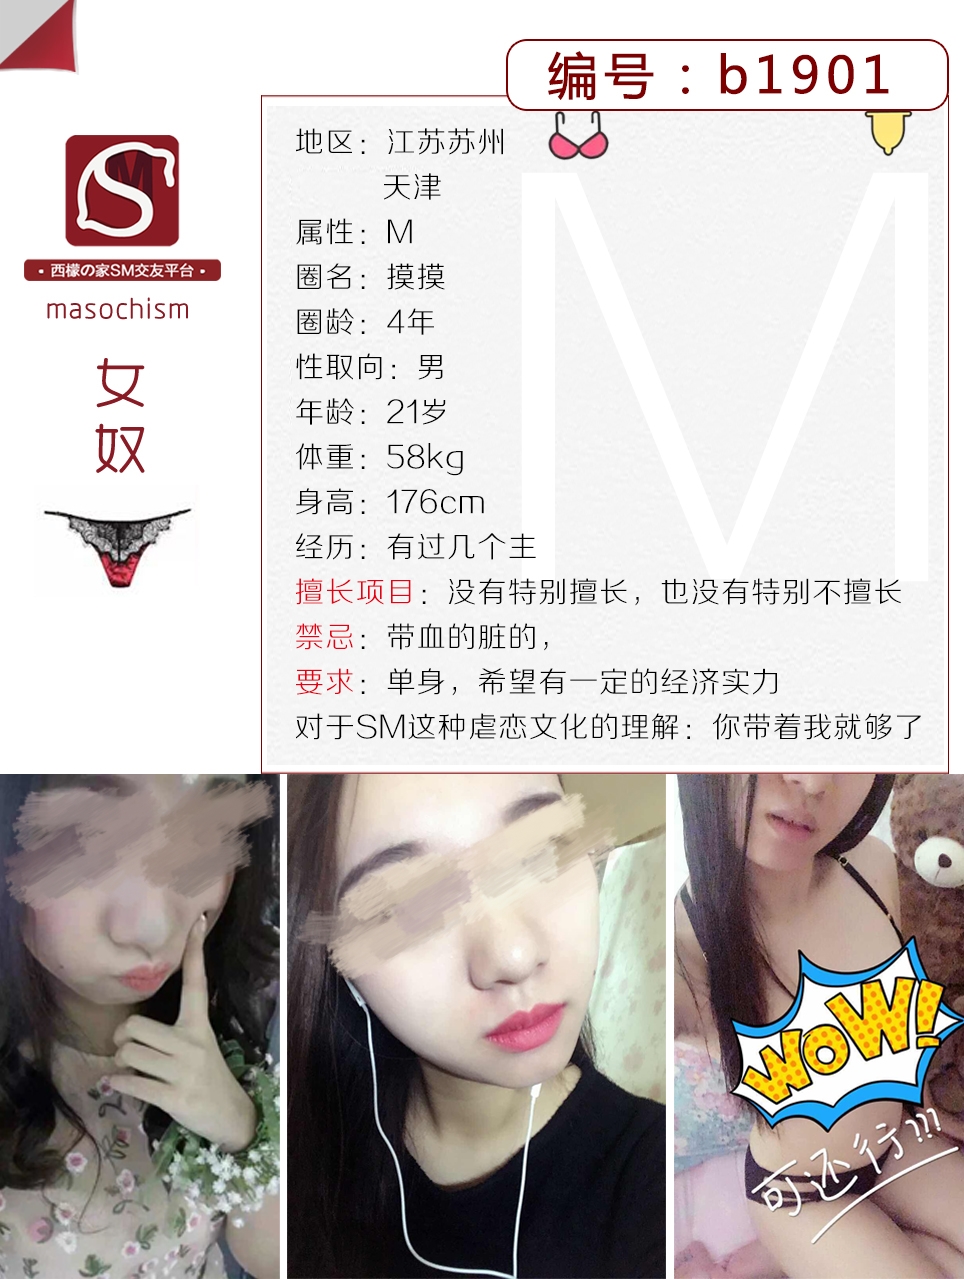 编号：b1901
SM
·西檬の家SM交友平台·
masochism
女奴
地区：江苏苏州
天津
属性：M
圈名：摸摸
圈龄：4年
性取向：男
年龄：21岁
体重：58kg
身高：176cm
经历：有过几个主
擅长项目：没有特别擅长，也没有特别不擅长
禁忌：带血的脏的，
要求：单身，希望有一定的经济实力
对于SM这种虐恋文化的理解：你带着我就够了
M
WOW!
可还行!!!